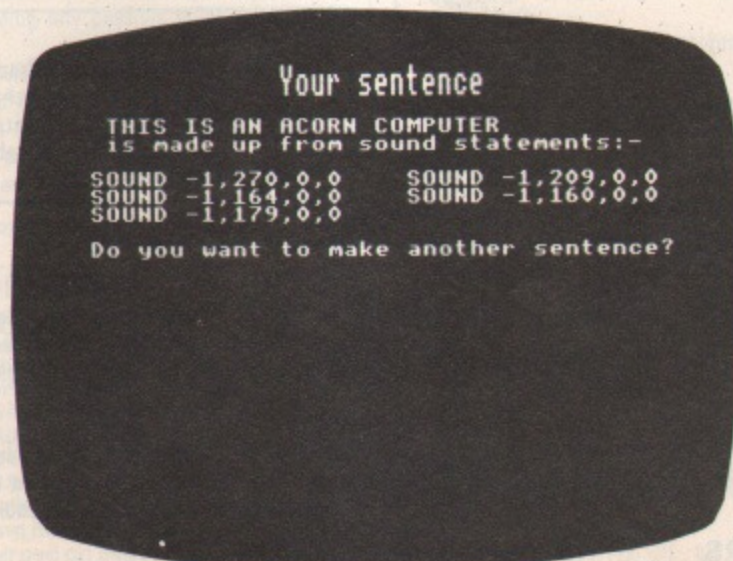 Your sentence
THIS IS AN ACORN COMPUTER
is made up from sound statements:-
SOUND -1,270,0,0 SOUND -1,209,0,0
SOUND -1,164,0,0 SOUND -1,160,0,0
SOUND -1,179,0,0
Do you want to make another sentence?